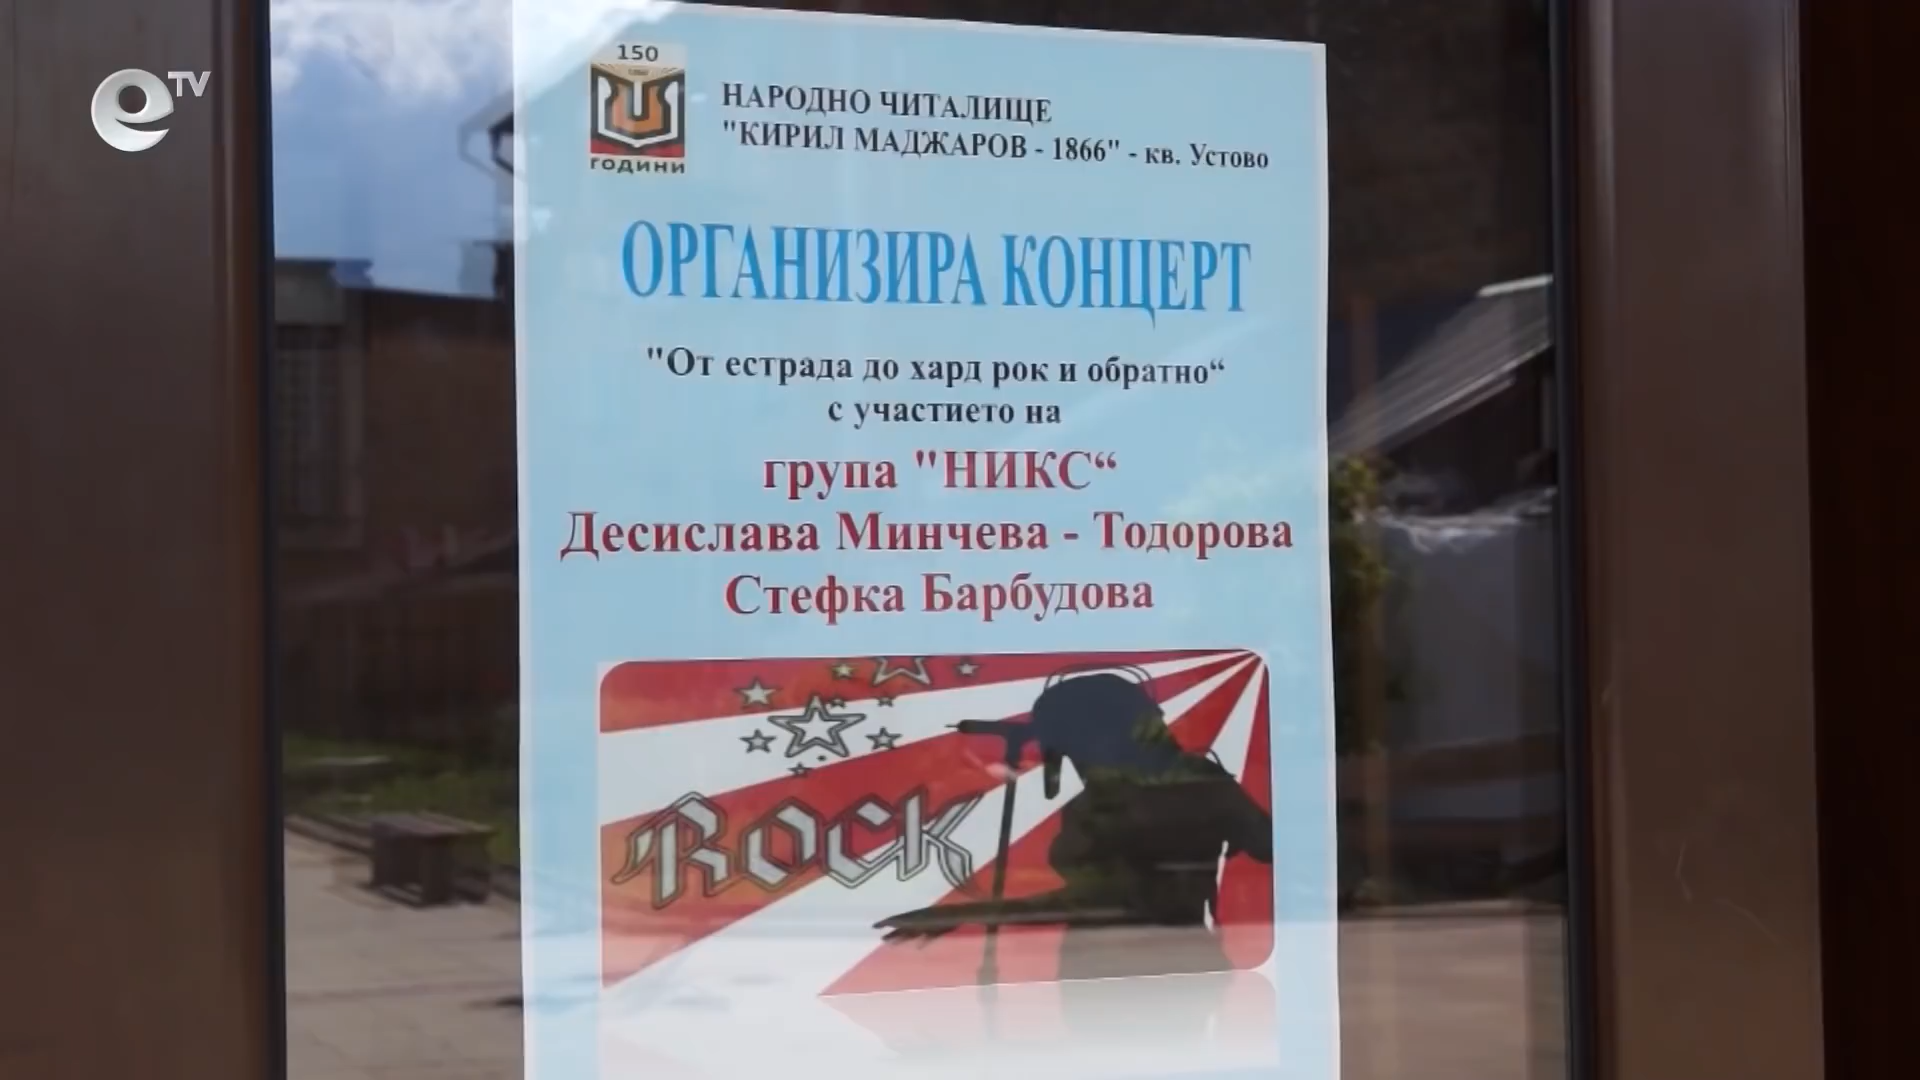 e TV
150
ГОДИНИ
НАРОДНО ЧИТАЛИЩЕ
"КИРИЛ МАДЖАРОВ - 1866" - кв. Устово
ОРГАНИЗИРА КОНЦЕРТ
"От естрада до хард рок и обратно“
с участието на
група "НИКС“
Десислава Минчева - Тодорова
Стефка Барбудова
ROCK